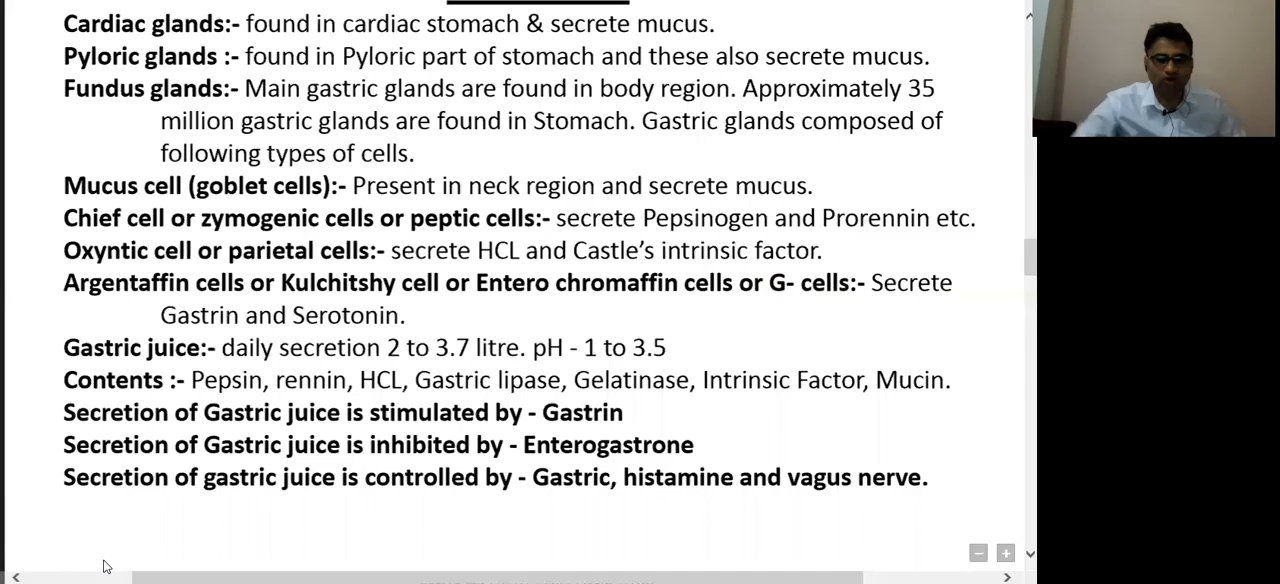 Cardiac glands:- found in cardiac stomach & secrete mucus.
Pyloric glands :- found in Pyloric part of stomach and these also secrete mucus.
Fundus glands:- Main gastric glands are found in body region. Approximately 35
million gastric glands are found in Stomach. Gastric glands composed of
following types of cells.
Mucus cell (goblet cells):- Present in neck region and secrete mucus.
Chief cell or zymogenic cells or peptic cells:- secrete Pepsinogen and Prorennin etc.
Oxyntic cell or parietal cells:- secrete HCL and Castle’s intrinsic factor.
Argentaffin cells or Kulchitshy cell or Entero chromaffin cells or G- cells:- Secrete
Gastrin and Serotonin.
Gastric juice:- daily secretion 2 to 3.7 litre. pH - 1 to 3.5
Contents :- Pepsin, rennin, HCL, Gastric lipase, Gelatinase, Intrinsic Factor, Mucin.
Secretion of Gastric juice is stimulated by - Gastrin
Secretion of Gastric juice is inhibited by - Enterogastrone
Secretion of gastric juice is controlled by - Gastric, histamine and vagus nerve.